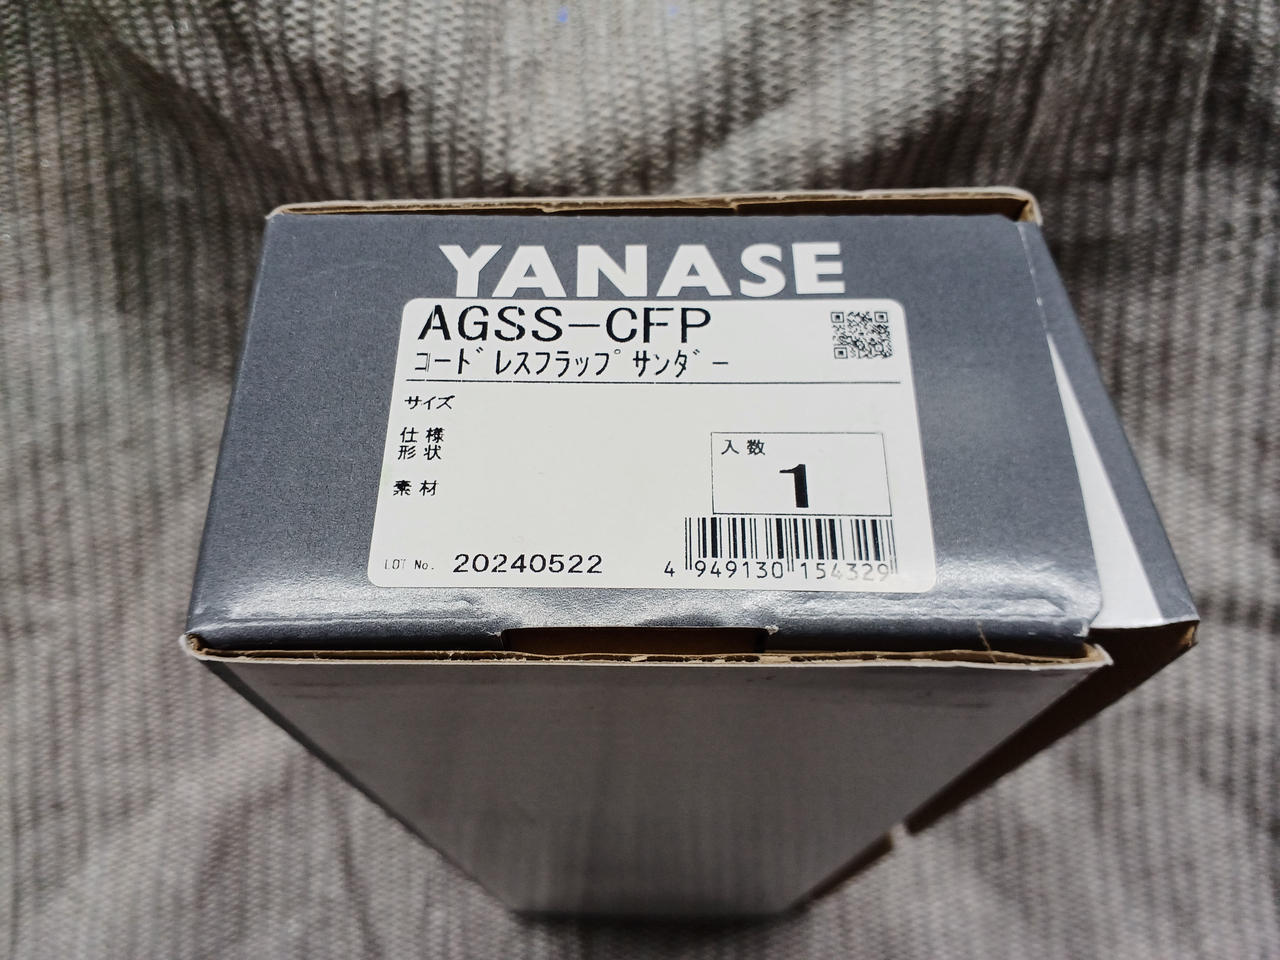 YANASE
AGSS-CFP
コードレスフラップサンダー
サイズ
仕様
形状
素材
入数
1
LOT No. 20240522
4 949130 154329